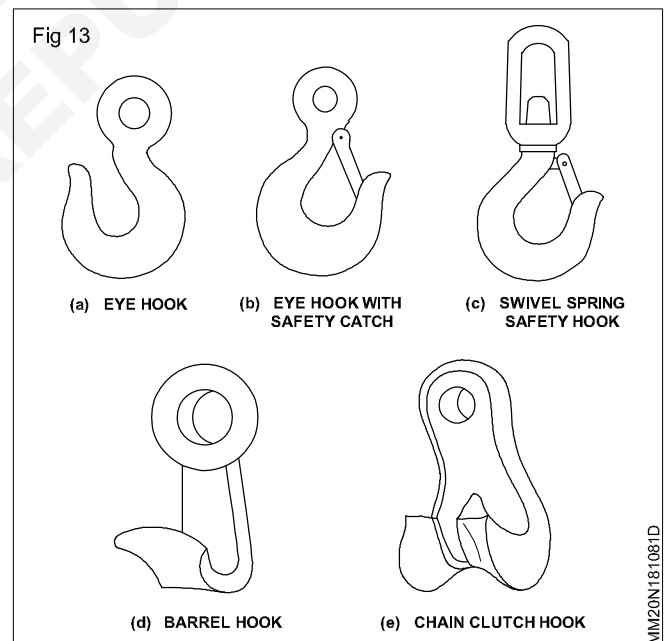 Fig 13
(a) EYE HOOK
(b) EYE HOOK WITH
SAFETY CATCH
(c) SWIVEL SPRING
SAFETY HOOK
(d) BARREL HOOK
(e) CHAIN CLUTCH HOOK
MM20N181081D